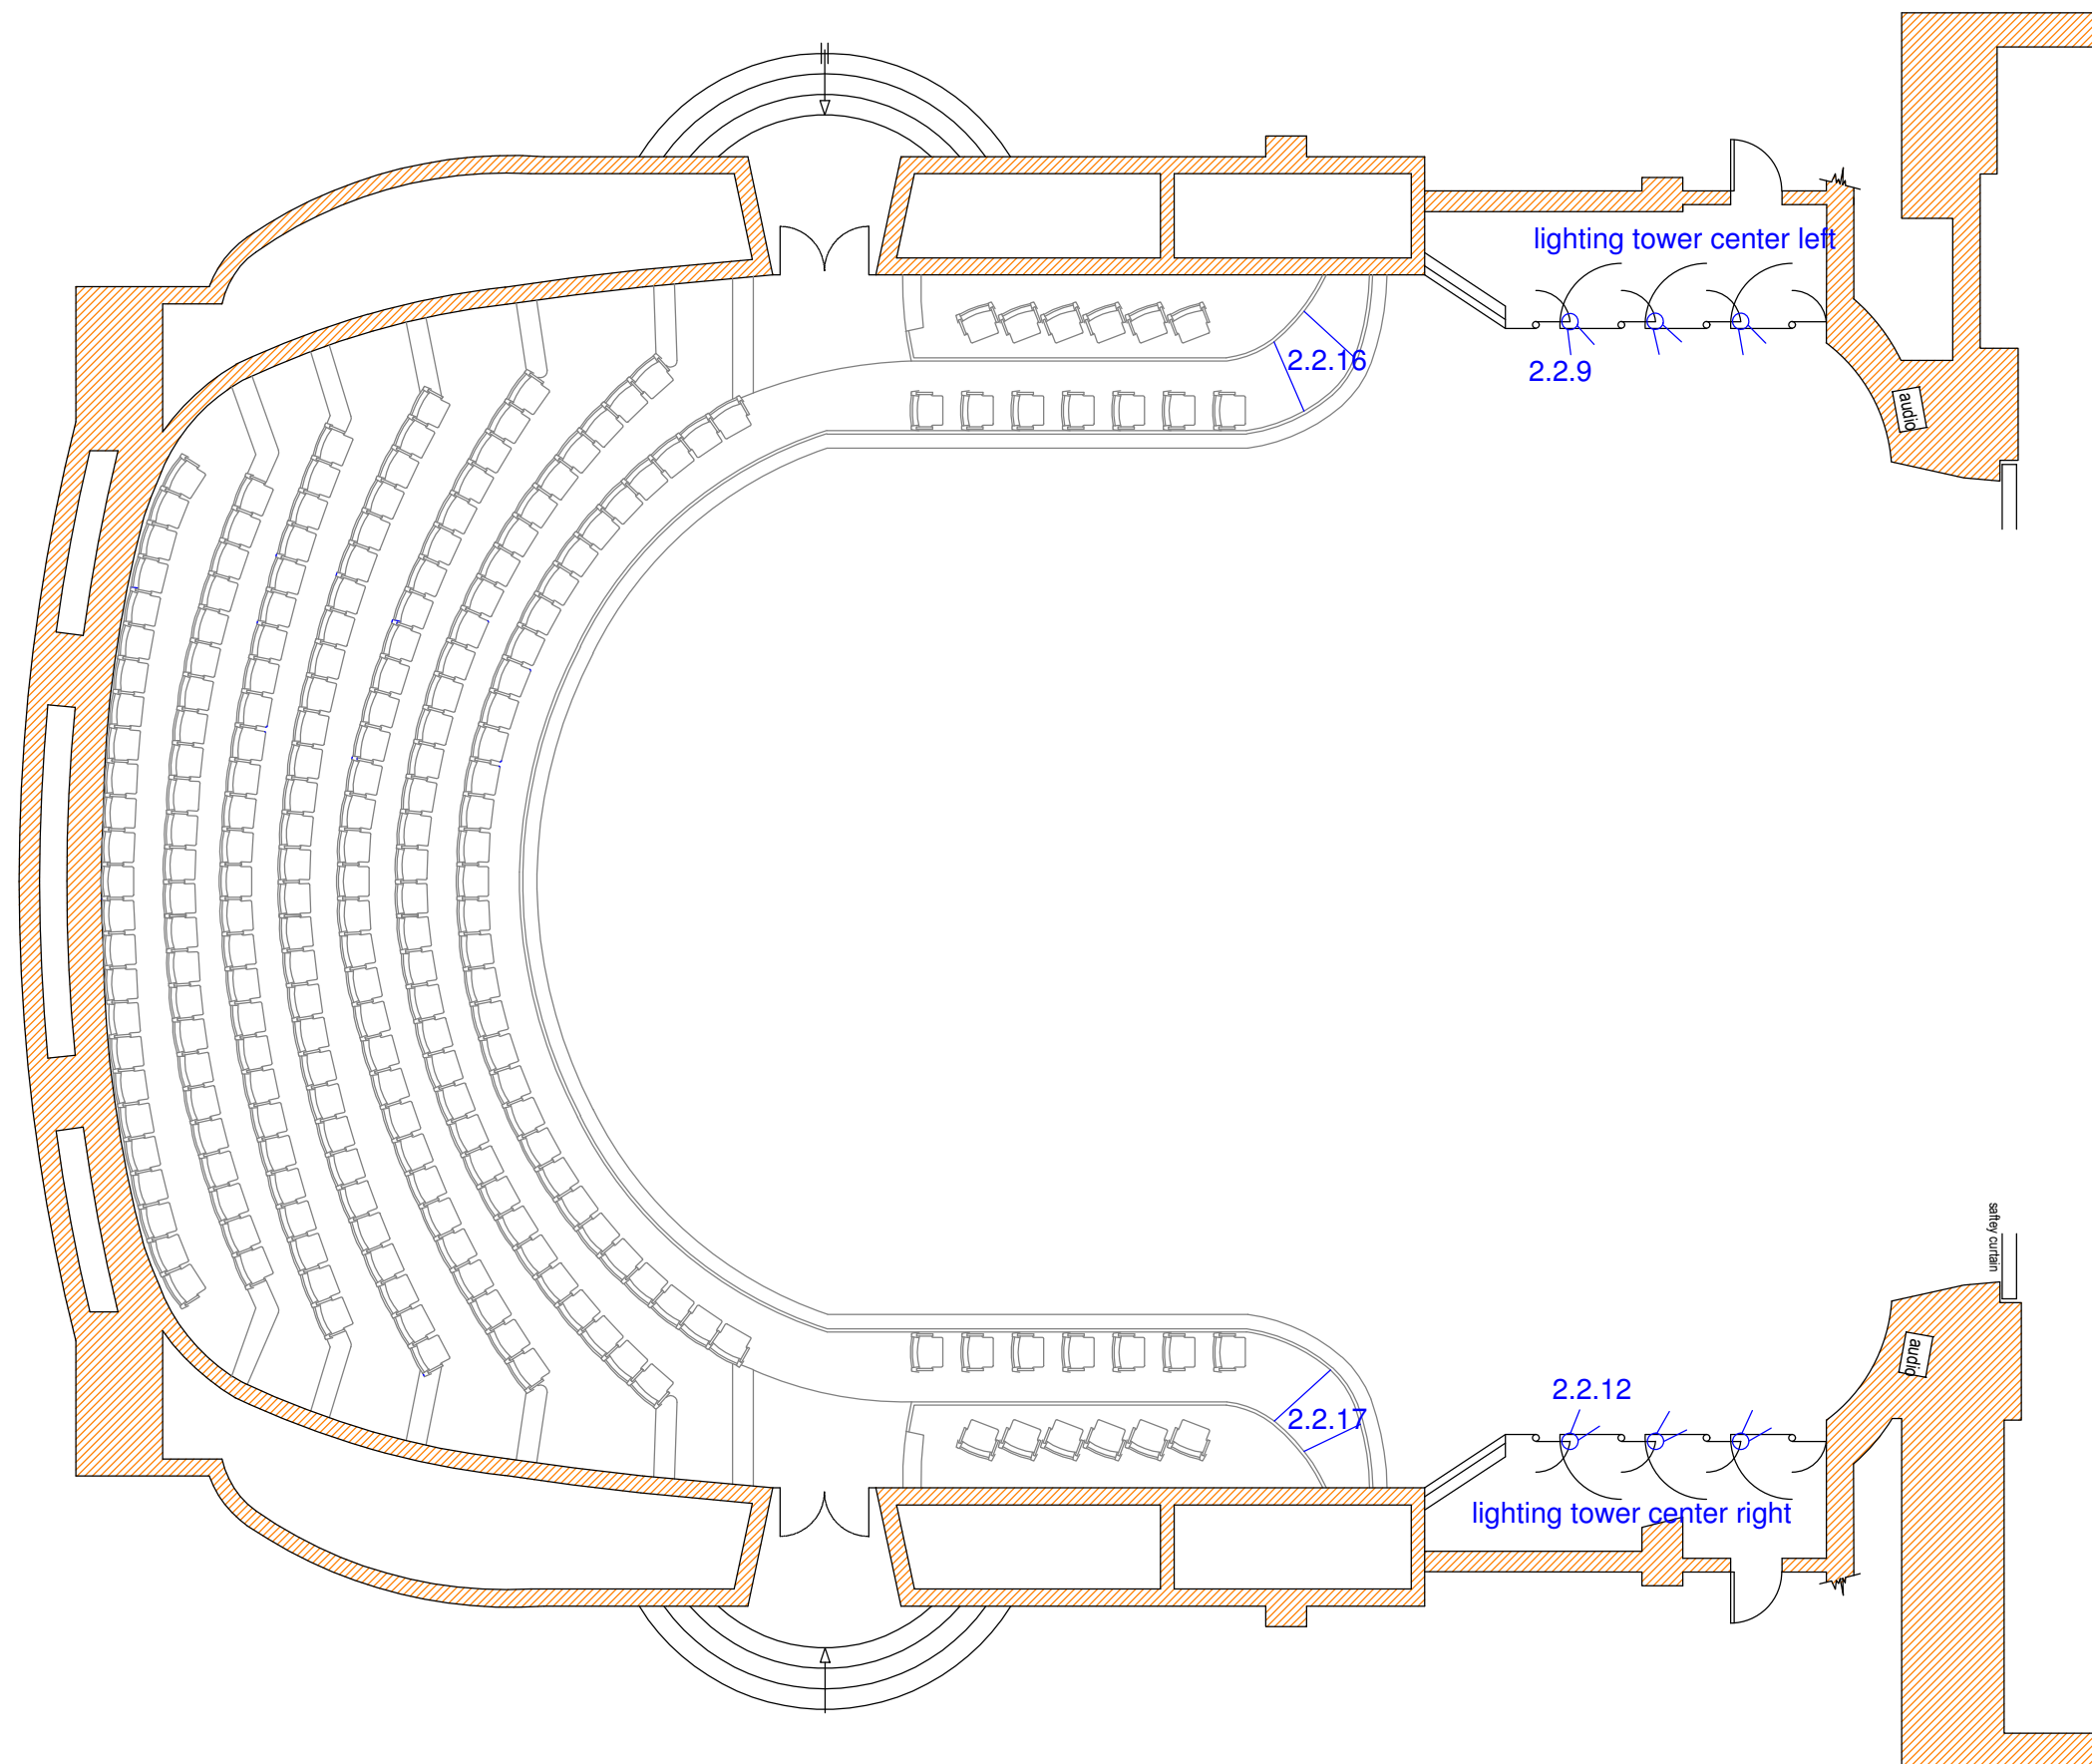 lighting tower center left
2.2.16
2.2.9
audio
saftey curtain
audio
2.2.12
2.2.17
lighting tower center right